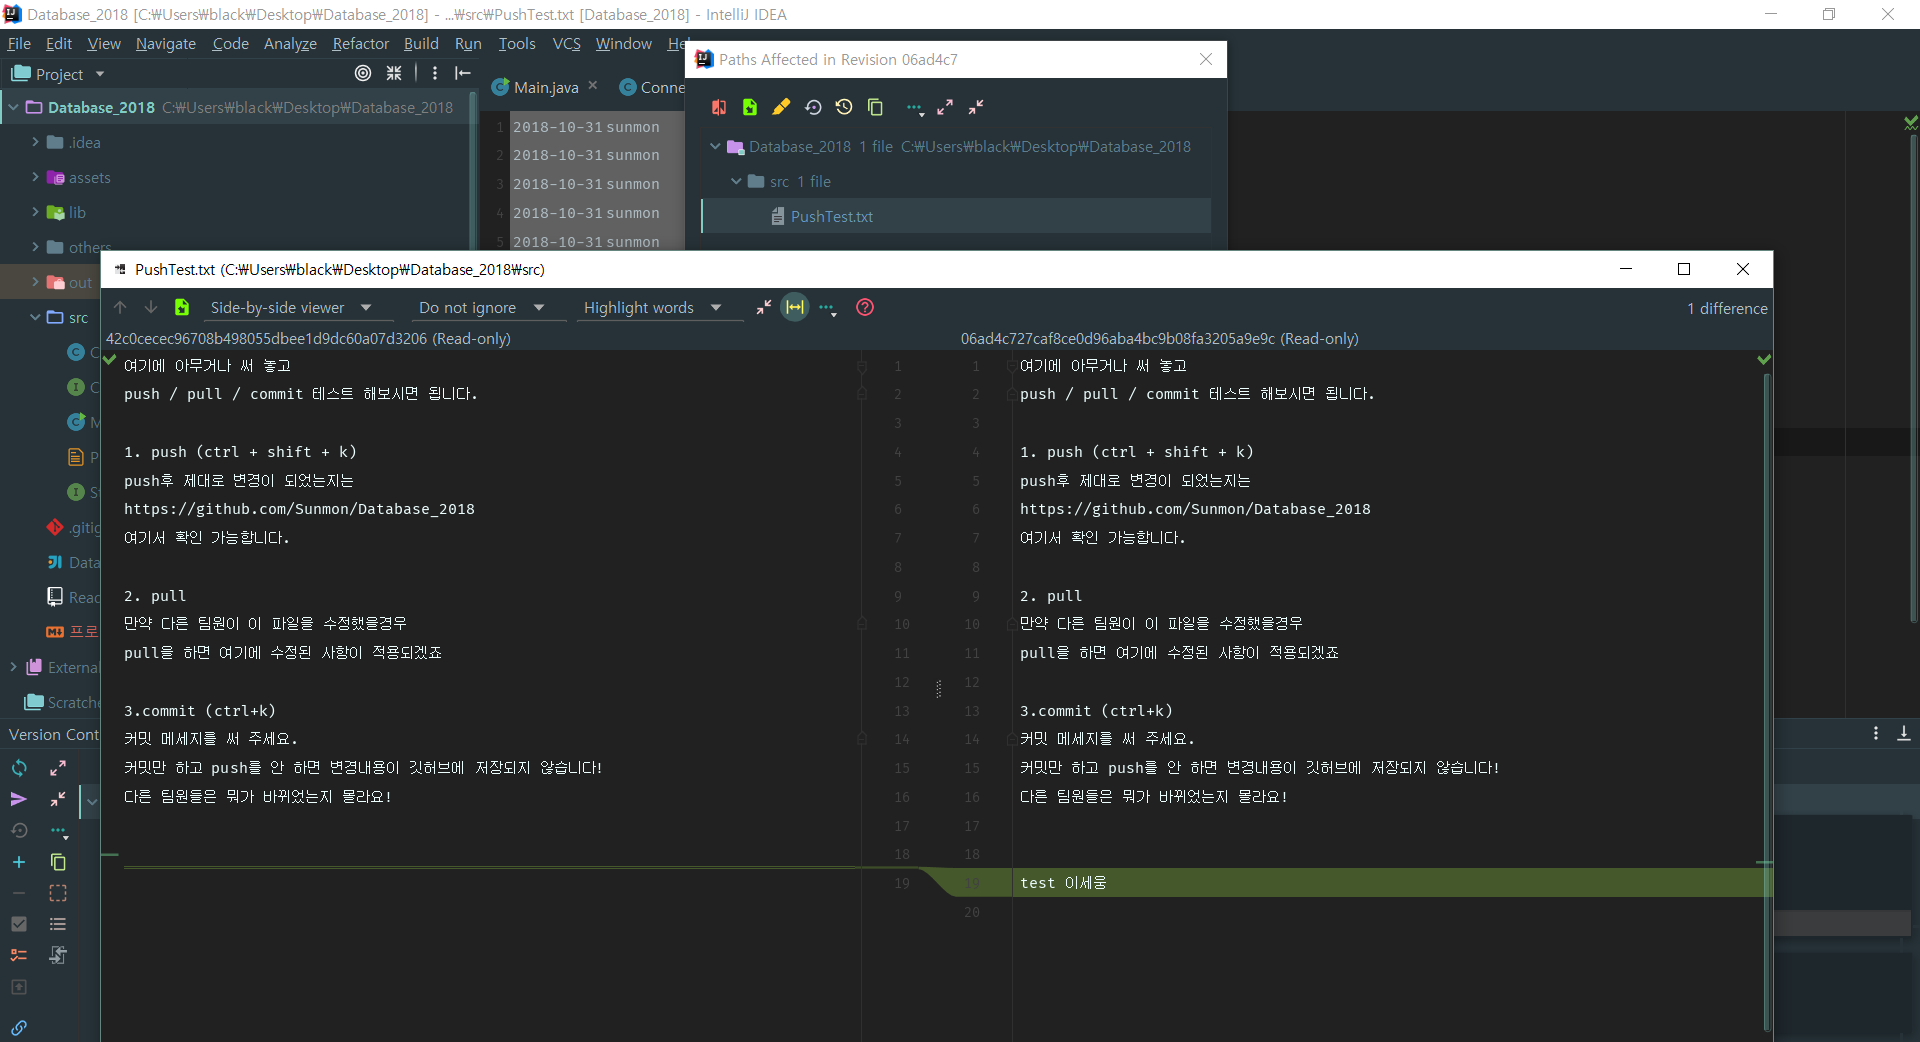 Database_2018 [C:₩Users₩black₩Desktop₩Database_2018] - ...₩src₩PushTest.txt [Database_2018] - IntelliJ IDEA
File Edit View Navigate Code Analyze Refactor Build Run Tools VCS Window Help
Paths Affected in Revision 06ad4c7
Project
Main.java
Conne
Database_2018 C:₩Users₩black₩Desktop₩Database_2018
.idea
assets
lib
others
out
src
C
C
M
P
S
.gitig
Data
Read
프로
External
Scratche
Version Cont
1 2018-10-31 sunmon
2 2018-10-31 sunmon
3 2018-10-31 sunmon
4 2018-10-31 sunmon
5 2018-10-31 sunmon
Database_2018 1 file C:₩Users₩black₩Desktop₩Database_2018
src 1 file
PushTest.txt
PushTest.txt (C:₩Users₩black₩Desktop₩Database_2018₩src)
Side-by-side viewer Do not ignore Highlight words 1 difference
42c0cecec96708b498055dbee1d9dc60a07d3206 (Read-only)
여기에 아무거나 써 놓고 1
push / pull / commit 테스트 해보시면 됩니다. 2
3
1. push (ctrl + shift + k) 4
push후 제대로 변경이 되었는지는 5
https://github.com/Sunmon/Database_2018 6
여기서 확인 가능합니다. 7
8
2. pull 9
만약 다른 팀원이 이 파일을 수정했을경우 10
pull을 하면 여기에 수정된 사항이 적용되겠죠 11
12
3.commit (ctrl+k) 13
커밋 메세지를 써 주세요. 14
커밋만 하고 push를 안 하면 변경내용이 깃허브에 저장되지 않습니다! 15
다른 팀원들은 뭐가 바뀌었는지 몰라요! 16
17
18
19
06ad4c727caf8ce0d96aba4bc9b08fa3205a9e9c (Read-only)
1 여기에 아무거나 써 놓고
2 push / pull / commit 테스트 해보시면 됩니다.
3
4 1. push (ctrl + shift + k)
5 push후 제대로 변경이 되었는지는
6 https://github.com/Sunmon/Database_2018
7 여기서 확인 가능합니다.
8
9 2. pull
10 만약 다른 팀원이 이 파일을 수정했을경우
11 pull을 하면 여기에 수정된 사항이 적용되겠죠
12
13 3.commit (ctrl+k)
14 커밋 메세지를 써 주세요.
15 커밋만 하고 push를 안 하면 변경내용이 깃허브에 저장되지 않습니다!
16 다른 팀원들은 뭐가 바뀌었는지 몰라요!
17
18
19 test 이세웅
20